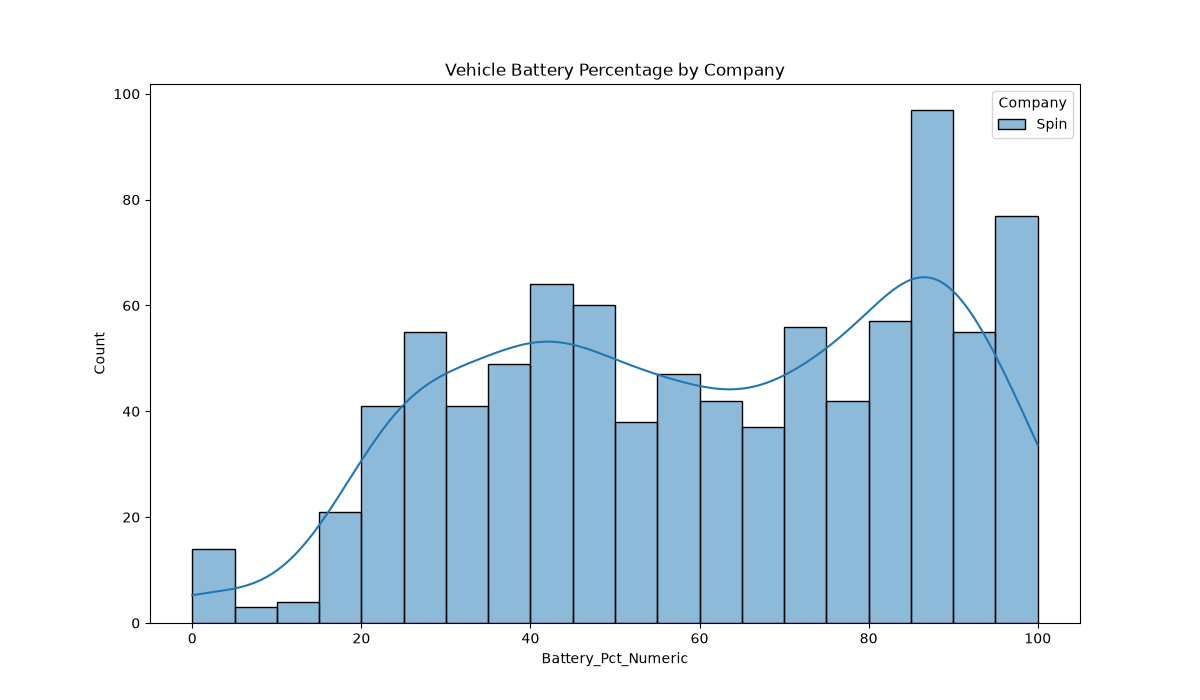 Vehicle Battery Percentage by Company
Company
Spin
100
80
60
40
20
0
Count
0 20 40 60 80 100
Battery_Pct_Numeric